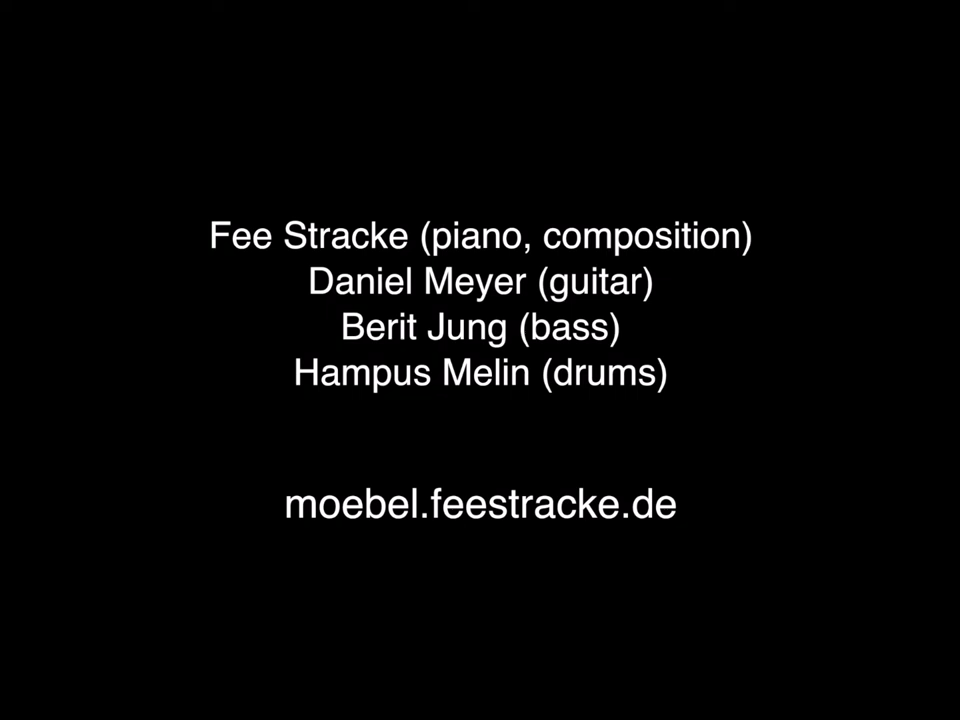 Fee Stracke (piano, composition)
Daniel Meyer (guitar)
Berit Jung (bass)
Hampus Melin (drums)
moebel.feestracke.de